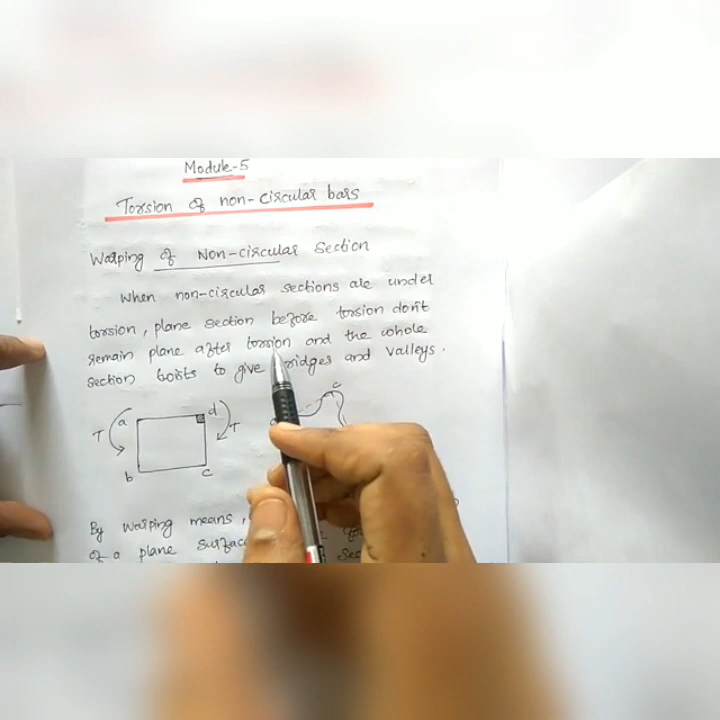 Module-5
Torsion of non-circular bars
Warping of Non-circular Section
When non-circular sections are under
torsion, plane section before torsion don't
remain plane after torsion and the whole
section twists to give ridges and valleys.
a d c
T T
b c
By warping means,
of a plane